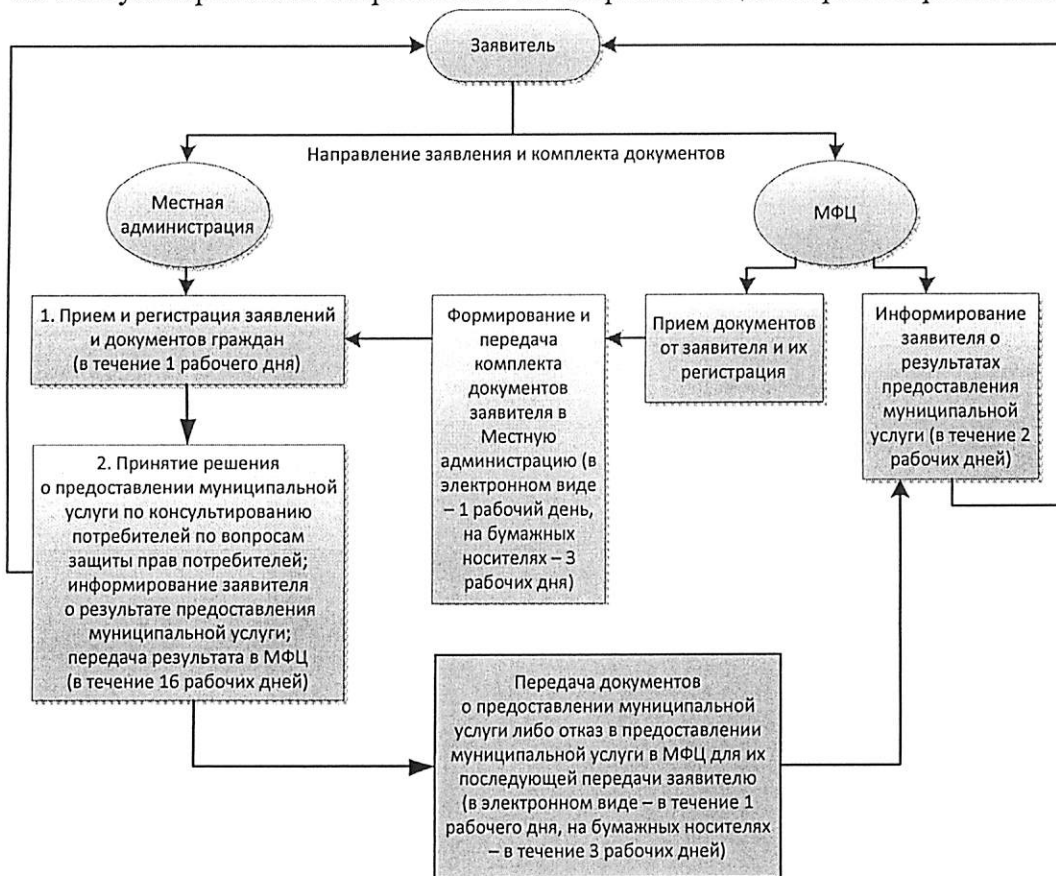 Заявитель
Направление заявления и комплекта документов
Местная
администрация
МФЦ
1. Прием и регистрация заявлений
и документов граждан
(в течение 1 рабочего дня)
Формирование и
передача
комплекта
документов
заявителя в
Местную
администрацию (в
электронном виде
– 1 рабочий день,
на бумажных
носителях – 3
рабочих дня)
Прием документов
от заявителя и их
регистрация
Информирование
заявителя о
результатах
предоставления
муниципальной
услуги (в течение 2
рабочих дней)
2. Принятие решения
о предоставлении муниципальной
услуги по консультированию
потребителей по вопросам
защиты прав потребителей;
информирование заявителя
о результате предоставления
муниципальной услуги;
передача результата в МФЦ
(в течение 16 рабочих дней)
Передача документов
о предоставлении муниципальной
услуги либо отказ в предоставлении
муниципальной услуги в МФЦ для их
последующей передачи заявителю
(в электронном виде – в течение 1
рабочего дня, на бумажных носителях
– в течение 3 рабочих дней)